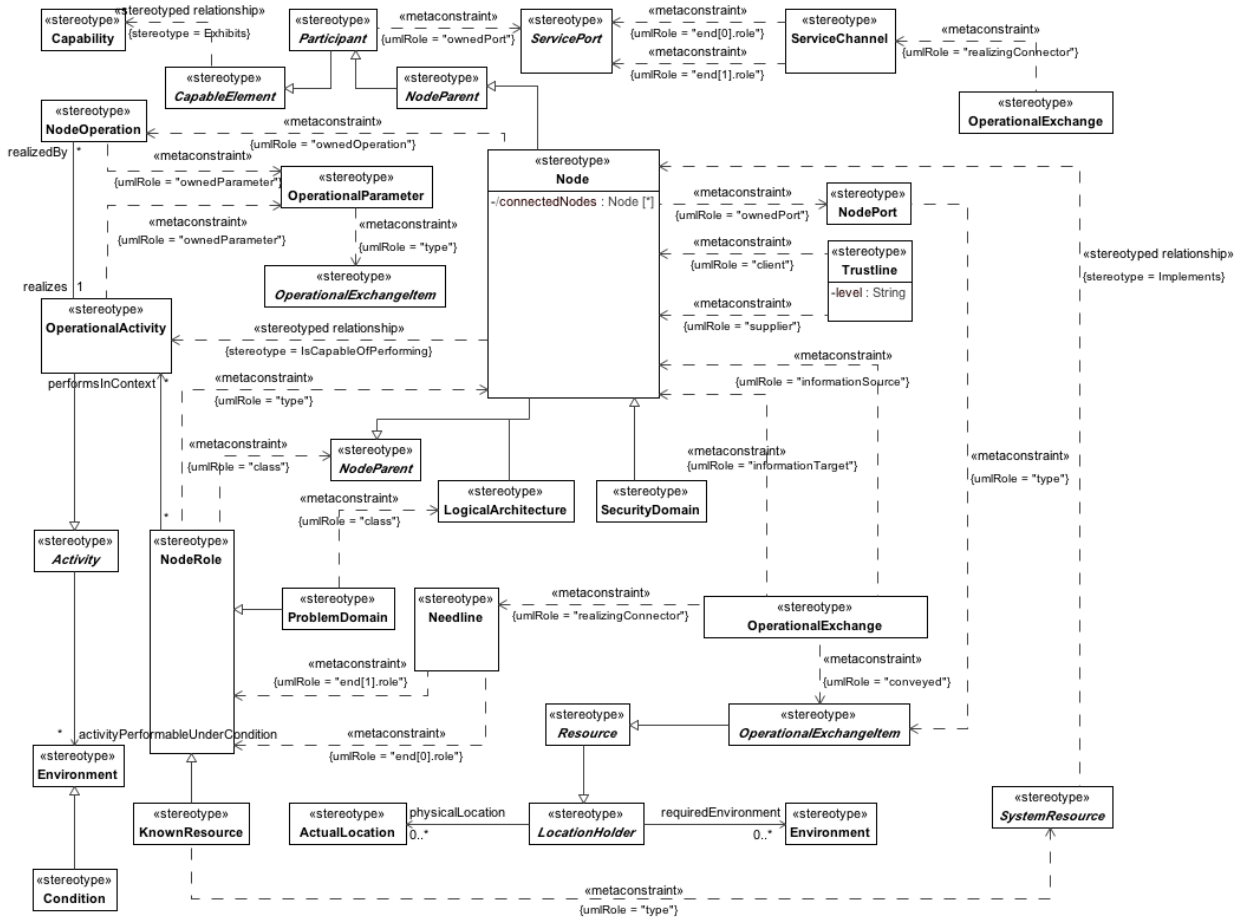 «stereotype»
Capability
«stereotyped relationship»
{stereotype = Exhibits}
«stereotype»
Participant
«metaconstraint»
{umlRole = "ownedPort"}
«stereotype»
ServicePort
«metaconstraint»
{umlRole = "end[0].role"}
«metaconstraint»
{umlRole = "end[1].role"}
«stereotype»
ServiceChannel
«metaconstraint»
{umlRole = "realizingConnector"}
«stereotype»
CapableElement
«stereotype»
NodeParent
«stereotype»
OperationalExchange
«stereotype»
NodeOperation
«metaconstraint»
{umlRole = "ownedOperation"}
realizedBy
*
«metaconstraint»
{umlRole = "ownedParameter"}
«stereotype»
OperationalParameter
«metaconstraint»
{umlRole = "ownedParameter"}
«metaconstraint»
{umlRole = "type"}
«stereotype»
OperationalExchangeItem
«stereotype»
Node
-/connectedNodes : Node [*]
«metaconstraint»
{umlRole = "ownedPort"}
«stereotype»
NodePort
«metaconstraint»
{umlRole = "client"}
«stereotype»
Trustline
-level : String
«metaconstraint»
{umlRole = "supplier"}
«stereotyped relationship»
{stereotype = Implements}
realizes
1
«stereotype»
OperationalActivity
«stereotyped relationship»
{stereotype = IsCapableOfPerforming}
«metaconstraint»
{umlRole = "informationSource"}
performsInContext
*
«metaconstraint»
{umlRole = "type"}
«metaconstraint»
{umlRole = "class"}
«stereotype»
NodeParent
«metaconstraint»
{umlRole = "informationTarget"}
«metaconstraint»
{umlRole = "type"}
«stereotype»
LogicalArchitecture
«stereotype»
SecurityDomain
«metaconstraint»
{umlRole = "class"}
*
«stereotype»
Activity
«stereotype»
NodeRole
«stereotype»
ProblemDomain
«stereotype»
Needline
«metaconstraint»
{umlRole = "realizingConnector"}
«stereotype»
OperationalExchange
«metaconstraint»
{umlRole = "end[1].role"}
«metaconstraint»
{umlRole = "conveyed"}
* activityPerformableUnderCondition
«metaconstraint»
{umlRole = "end[0].role"}
«stereotype»
Resource
«stereotype»
OperationalExchangeItem
«stereotype»
Environment
«stereotype»
KnownResource
«stereotype»
ActualLocation
physicalLocation
0..*
«stereotype»
LocationHolder
requiredEnvironment
0..*
«stereotype»
Environment
«stereotype»
SystemResource
«stereotype»
Condition
«metaconstraint»
{umlRole = "type"}